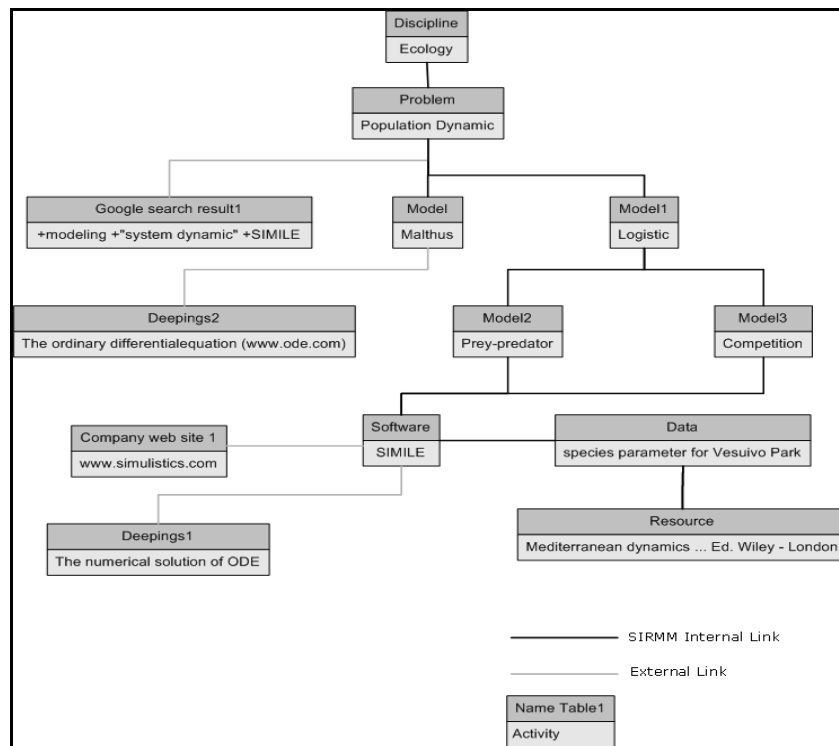 Discipline
Ecology
Problem
Population Dynamic
Google search result1
+modeling +"system dynamic" +SIMILE
Model
Malthus
Model1
Logistic
Deepings2
The ordinary differentialequation (www.ode.com)
Model2
Prey-predator
Model3
Competition
Company web site 1
www.simulistics.com
Software
SIMILE
Data
species parameter for Vesuivo Park
Deepings1
The numerical solution of ODE
Resource
Mediterranean dynamics ... Ed. Wiley - London
SIRMM Internal Link
External Link
Name Table1
Activity